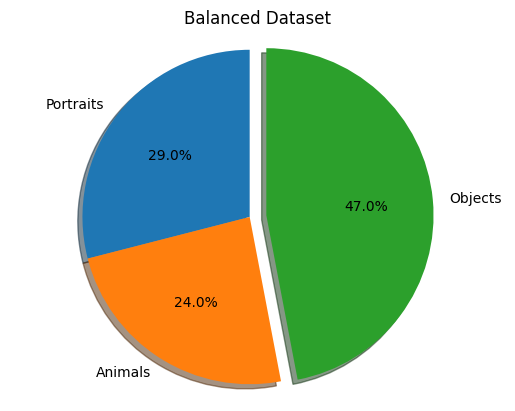 Balanced Dataset
Portraits
29.0%
Objects
47.0%
24.0%
Animals